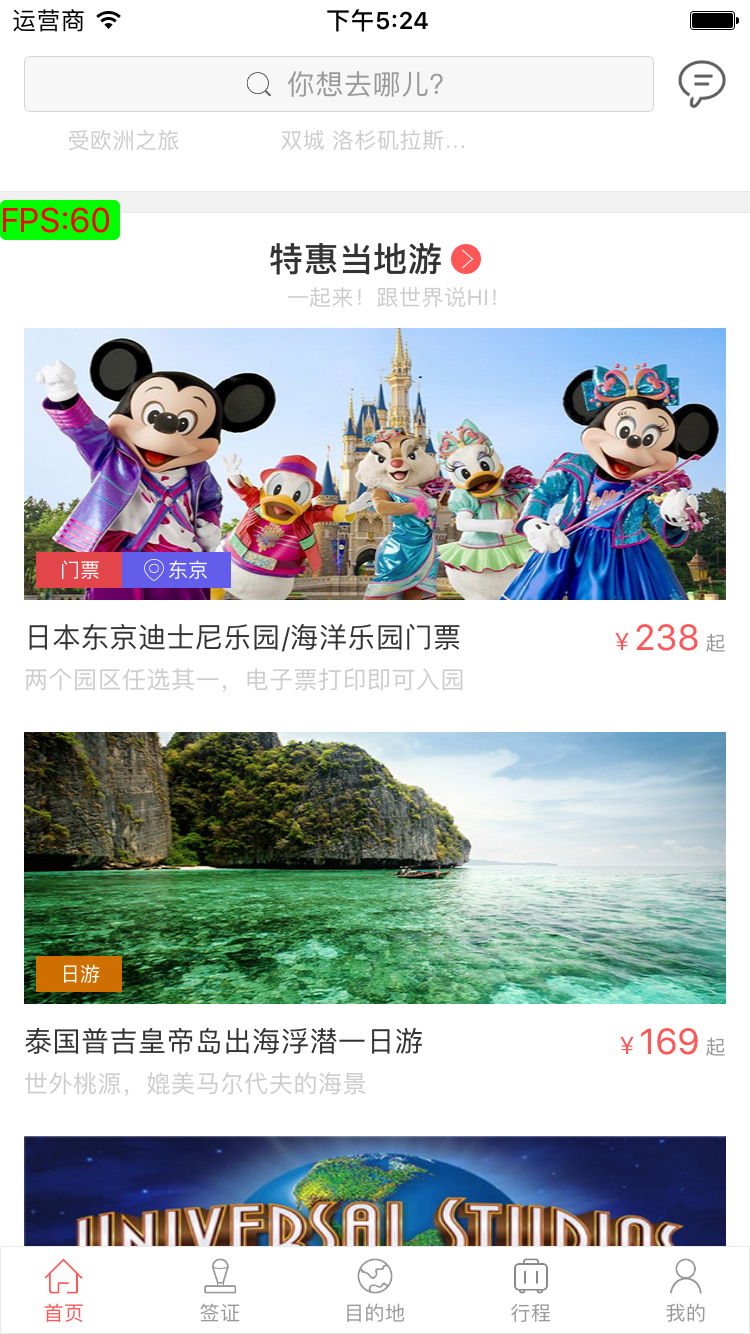 运营商 下午5:24
你想去哪儿?
受欧洲之旅 双城 洛杉矶拉斯...
FPS:60
特惠当地游
一起来！跟世界说HI！
门票 东京
日本东京迪士尼乐园/海洋乐园门票 ￥238 起
两个园区任选其一，电子票打印即可入园
日游
泰国普吉皇帝岛出海浮潜一日游 ￥169 起
世外桃源，媲美马尔代夫的海景
UNIVERSAL STUDIOS
首页 签证 目的地 行程 我的